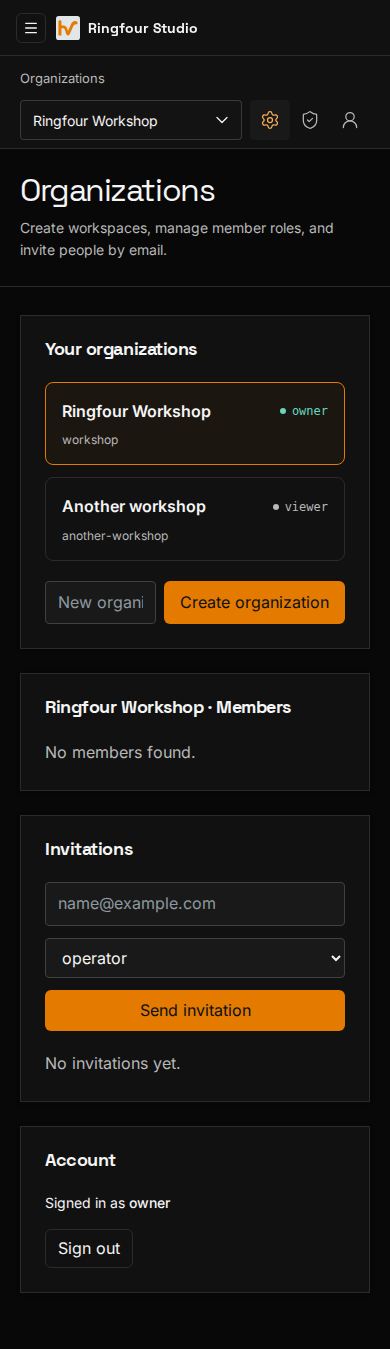 Ringfour Studio
Organizations
Ringfour Workshop
Organizations
Create workspaces, manage member roles, and
invite people by email.
Your organizations
Ringfour Workshop
owner
workshop
Another workshop
viewer
another-workshop
New organi
Create organization
Ringfour Workshop · Members
No members found.
Invitations
name@example.com
operator
Send invitation
No invitations yet.
Account
Signed in as owner
Sign out